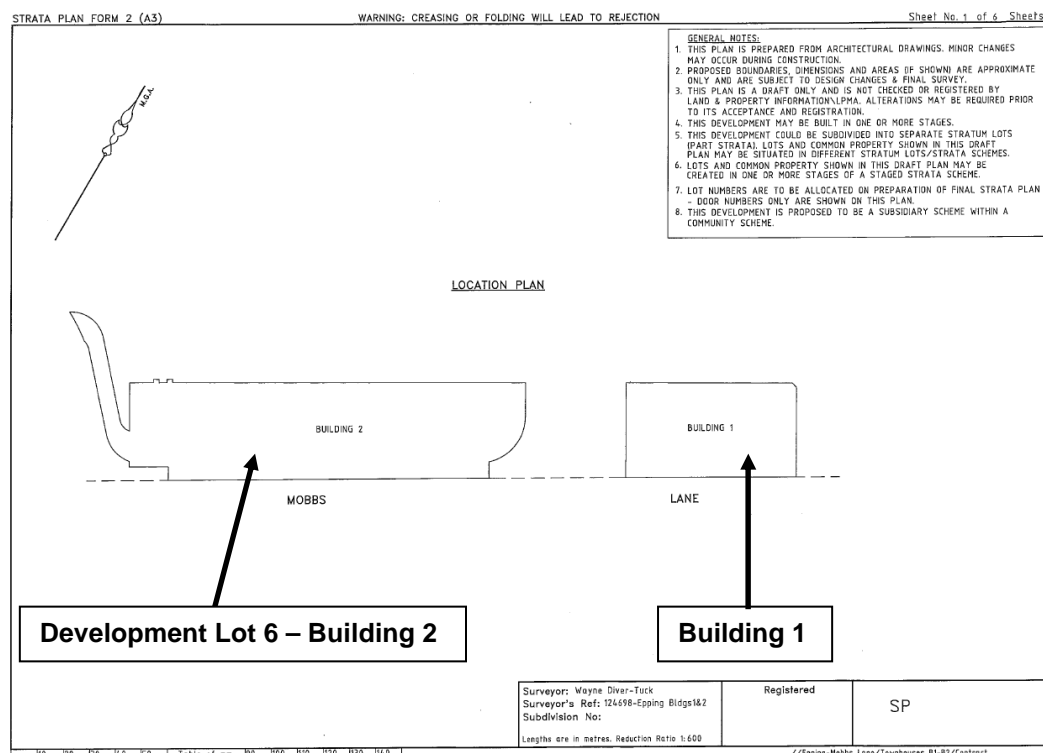 STRATA PLAN FORM 2 (A3)
WARNING: CREASING OR FOLDING WILL LEAD TO REJECTION
Sheet No. 1 of 6 Sheets
GENERAL NOTES:
1. THIS PLAN IS PREPARED FROM ARCHITECTURAL DRAWINGS. MINOR CHANGES
MAY OCCUR DURING CONSTRUCTION.
2. PROPOSED BOUNDARIES, DIMENSIONS AND AREAS (IF SHOWN) ARE APPROXIMATE
ONLY AND ARE SUBJECT TO DESIGN CHANGES & FINAL SURVEY.
3. THIS PLAN IS A DRAFT ONLY AND IS NOT CHECKED OR REGISTERED BY
LAND & PROPERTY INFORMATION\LPMA. ALTERATIONS MAY BE REQUIRED PRIOR
TO ITS ACCEPTANCE AND REGISTRATION.
4. THIS DEVELOPMENT MAY BE BUILT IN ONE OR MORE STAGES.
5. THIS DEVELOPMENT COULD BE SUBDIVIDED INTO SEPARATE STRATUM LOTS
(PART STRATA). LOTS AND COMMON PROPERTY SHOWN IN THIS DRAFT
PLAN MAY BE SITUATED IN DIFFERENT STRATUM LOTS/STRATA SCHEMES.
6. LOTS AND COMMON PROPERTY SHOWN IN THIS DRAFT PLAN MAY BE
CREATED IN ONE OR MORE STAGES OF A STAGED STRATA SCHEME.
7. LOT NUMBERS ARE TO BE ALLOCATED ON PREPARATION OF FINAL STRATA PLAN
- DOOR NUMBERS ONLY ARE SHOWN ON THIS PLAN.
8. THIS DEVELOPMENT IS PROPOSED TO BE A SUBSIDIARY SCHEME WITHIN A
COMMUNITY SCHEME.
M.G.A.
LOCATION PLAN
BUILDING 2
BUILDING 1
MOBBS
LANE
Development Lot 6 – Building 2
Building 1
Surveyor: Wayne Diver-Tuck
Surveyor's Ref: 124698-Epping Bldgs1&2
Subdivision No:
Lengths are in metres. Reduction Ratio 1:600
Registered
SP